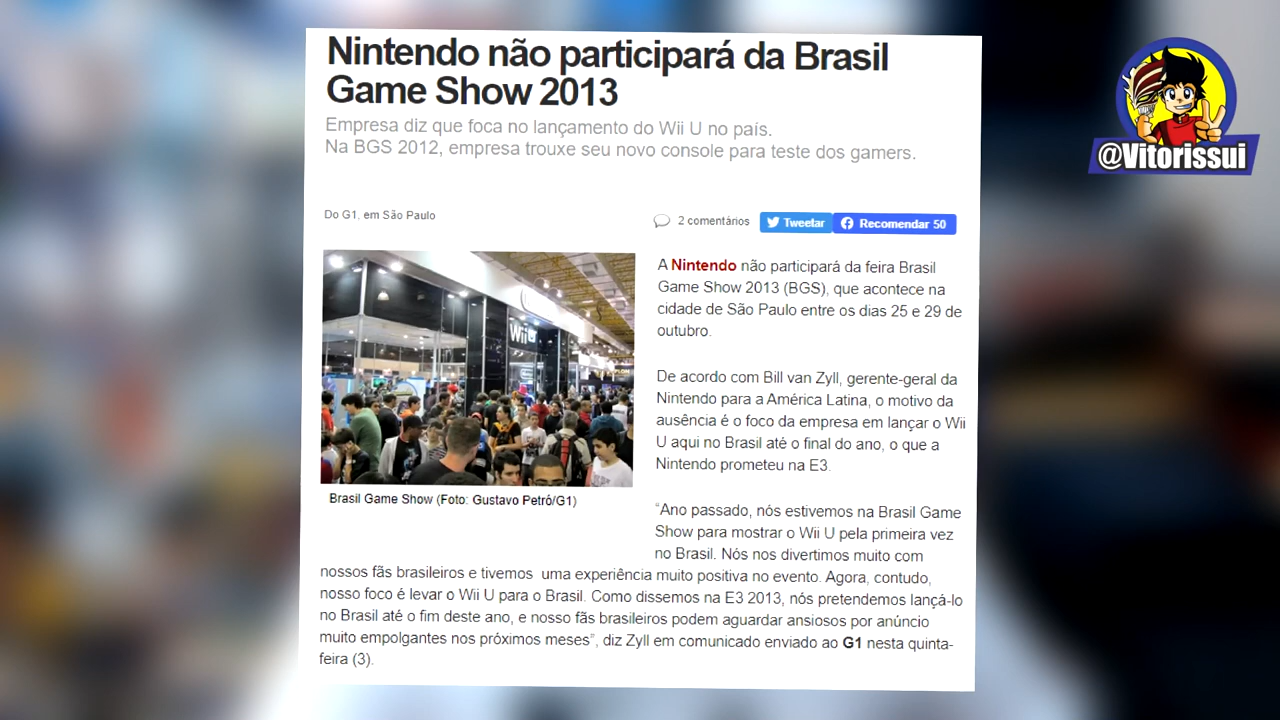 Nintendo não participará da Brasil
Game Show 2013
Empresa diz que foca no lançamento do Wii U no país.
Na BGS 2012, empresa trouxe seu novo console para teste dos gamers.
@Vitorissui
Do G1, em São Paulo
2 comentários
Tweetar
Recomendar 50
Wii U
Brasil Game Show (Foto: Gustavo Petró/G1)
A Nintendo não participará da feira Brasil
Game Show 2013 (BGS), que acontece na
cidade de São Paulo entre os dias 25 e 29 de
outubro.
De acordo com Bill van Zyll, gerente-geral da
Nintendo para a América Latina, o motivo da
ausência é o foco da empresa em lançar o Wii
U aqui no Brasil até o final do ano, o que a
Nintendo prometeu na E3.
“Ano passado, nós estivemos na Brasil Game
Show para mostrar o Wii U pela primeira vez
no Brasil. Nós nos divertimos muito com
nossos fãs brasileiros e tivemos uma experiência muito positiva no evento. Agora, contudo,
nosso foco é levar o Wii U para o Brasil. Como dissemos na E3 2013, nós pretendemos lançá-lo
no Brasil até o fim deste ano, e nosso fãs brasileiros podem aguardar ansiosos por anúncio
muito empolgantes nos próximos meses”, diz Zyll em comunicado enviado ao G1 nesta quinta-
feira (3).